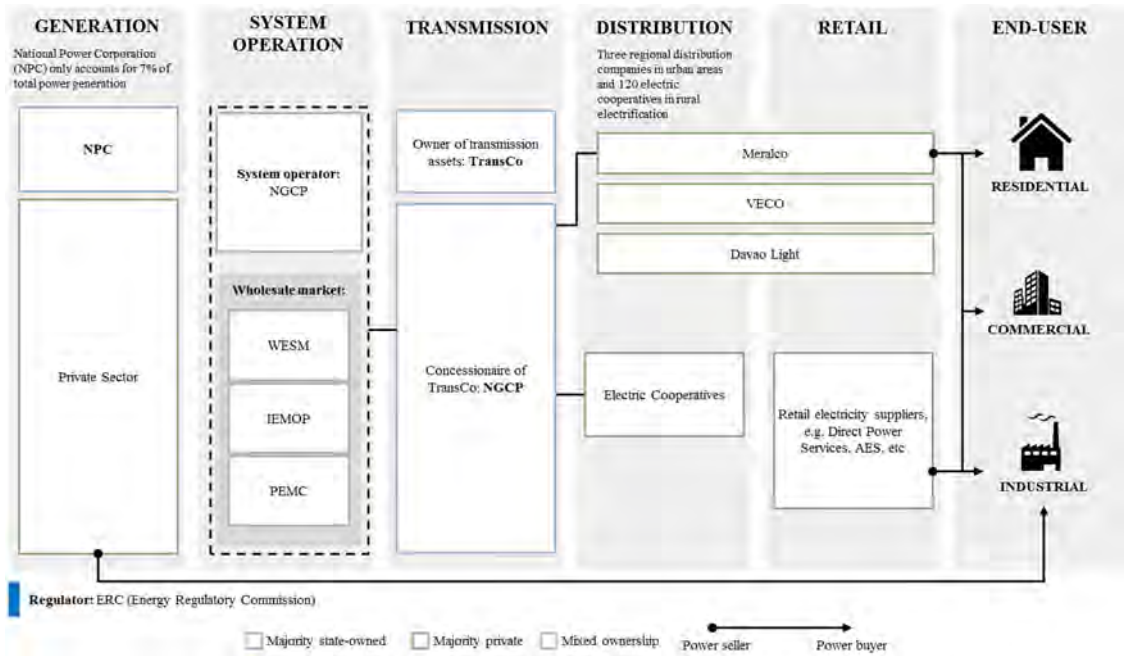 GENERATION
National Power Corporation
(NPC) only accounts for 7% of
total power generation
NPC
Private Sector
SYSTEM
OPERATION
System operator:
NGCP
Wholesale market:
WESM
IEMOP
PEMC
TRANSMISSION
Owner of transmission
assets: TransCo
Concessionaire of
TransCo: NGCP
DISTRIBUTION
Three regional distribution
companies in urban areas
and 120 electric
cooperatives in rural
electrification
RETAIL
Meralco
VECO
Davao Light
Electric Cooperatives
Retail electricity suppliers,
e.g. Direct Power
Services, AES, etc
END-USER
RESIDENTIAL
COMMERCIAL
INDUSTRIAL
Regulator: ERC (Energy Regulatory Commission)
Majority state-owned
Majority private
Mixed ownership
Power seller
Power buyer